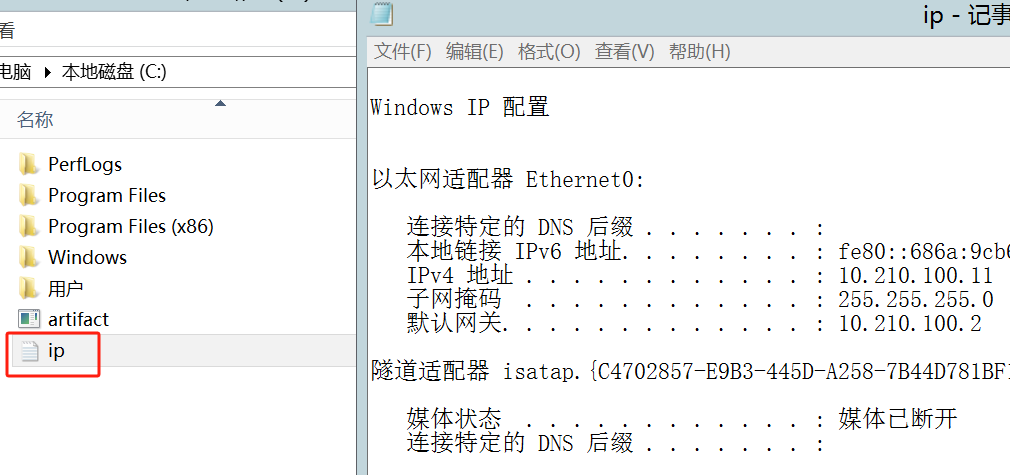 看
电脑 ▸ 本地磁盘 (C:)
名称
PerfLogs
Program Files
Program Files (x86)
Windows
用户
artifact
ip
ip - 记事
文件(F) 编辑(E) 格式(O) 查看(V) 帮助(H)
Windows IP 配置
以太网适配器 Ethernet0:
连接特定的 DNS 后缀 . . . . . . . :
本地链接 IPv6 地址. . . . . . . . : fe80::686a:9cb6
IPv4 地址 . . . . . . . . . . . . : 10.210.100.11
子网掩码 . . . . . . . . . . . . : 255.255.255.0
默认网关. . . . . . . . . . . . . : 10.210.100.2
隧道适配器 isatap.{C4702857-E9B3-445D-A258-7B44D781BF1
媒体状态 . . . . . . . . . . . . : 媒体已断开
连接特定的 DNS 后缀 . . . . . . . :